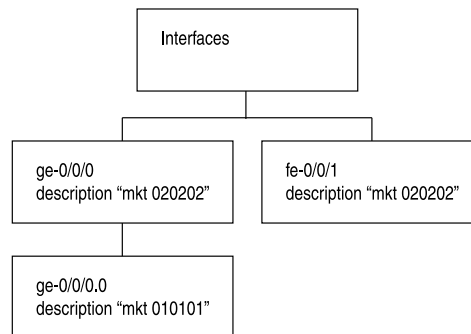 Interfaces
ge-0/0/0
description “mkt 020202”
fe-0/0/1
description “mkt 020202”
ge-0/0/0.0
description “mkt 010101”